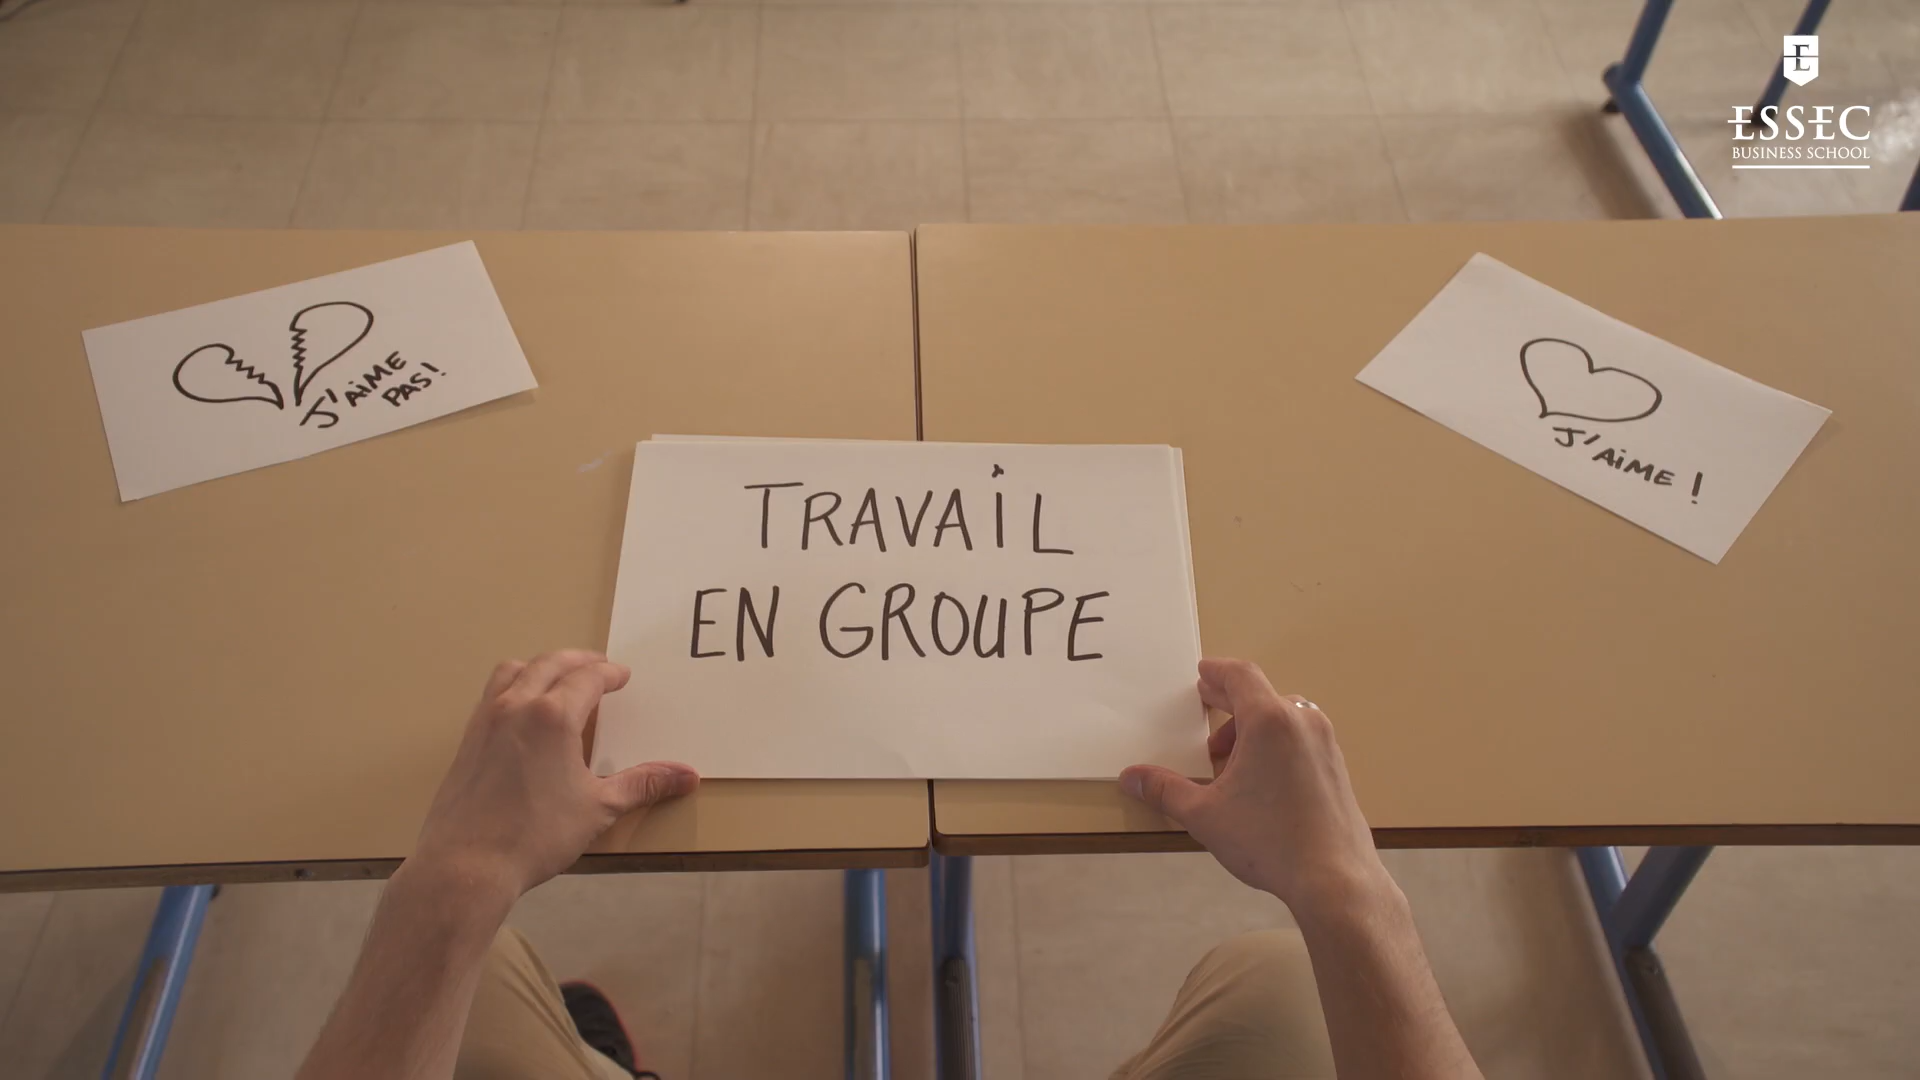 E
ESSEC
BUSINESS SCHOOL
J'AiME
PAS!
J'AiME !
TRAVAiL
EN GROUPE